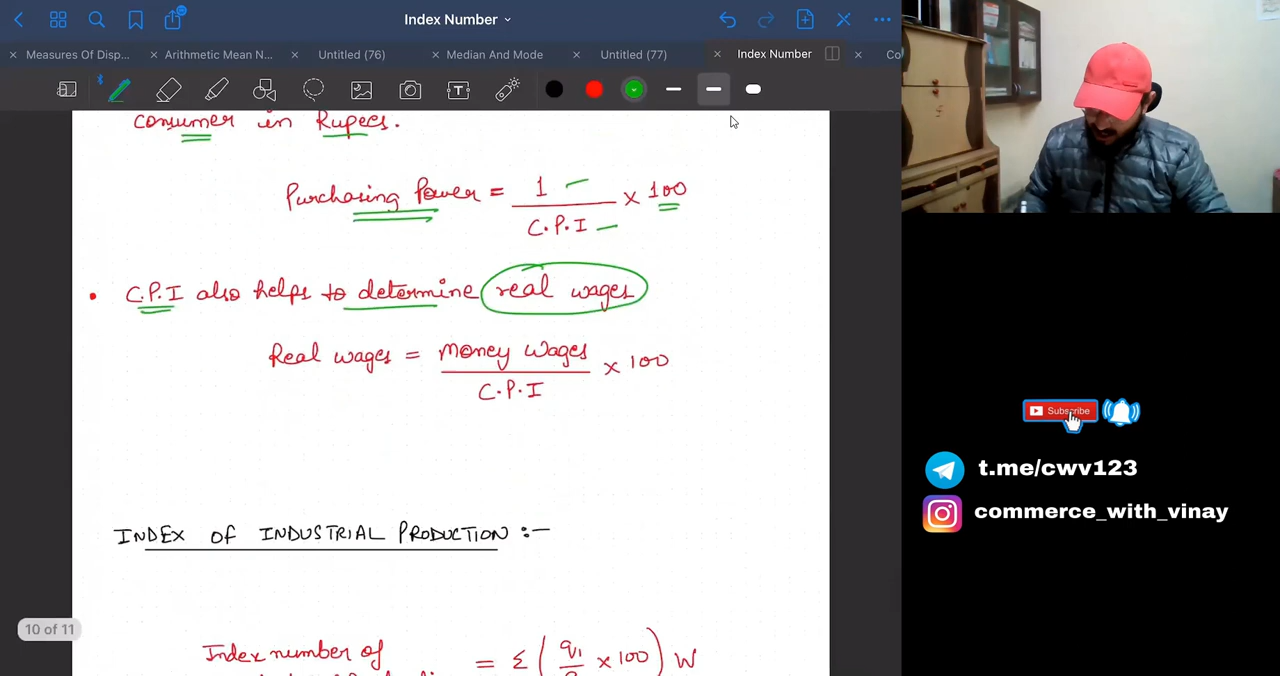 Index Number
Measures Of Disp...
Arithmetic Mean N...
Untitled (76)
Median And Mode
Untitled (77)
Index Number
Co
consumer in Rupees.
Purchasing Power = 1 / C.P.I × 100
• C.P.I also helps to determine real wages
Real wages = Money Wages / C.P.I × 100
INDEX of INDUSTRIAL PRODUCTION :-
Index number of
= Σ ( q1 / × 100 ) W
10 of 11
Subscribe
t.me/cwv123
commerce_with_vinay